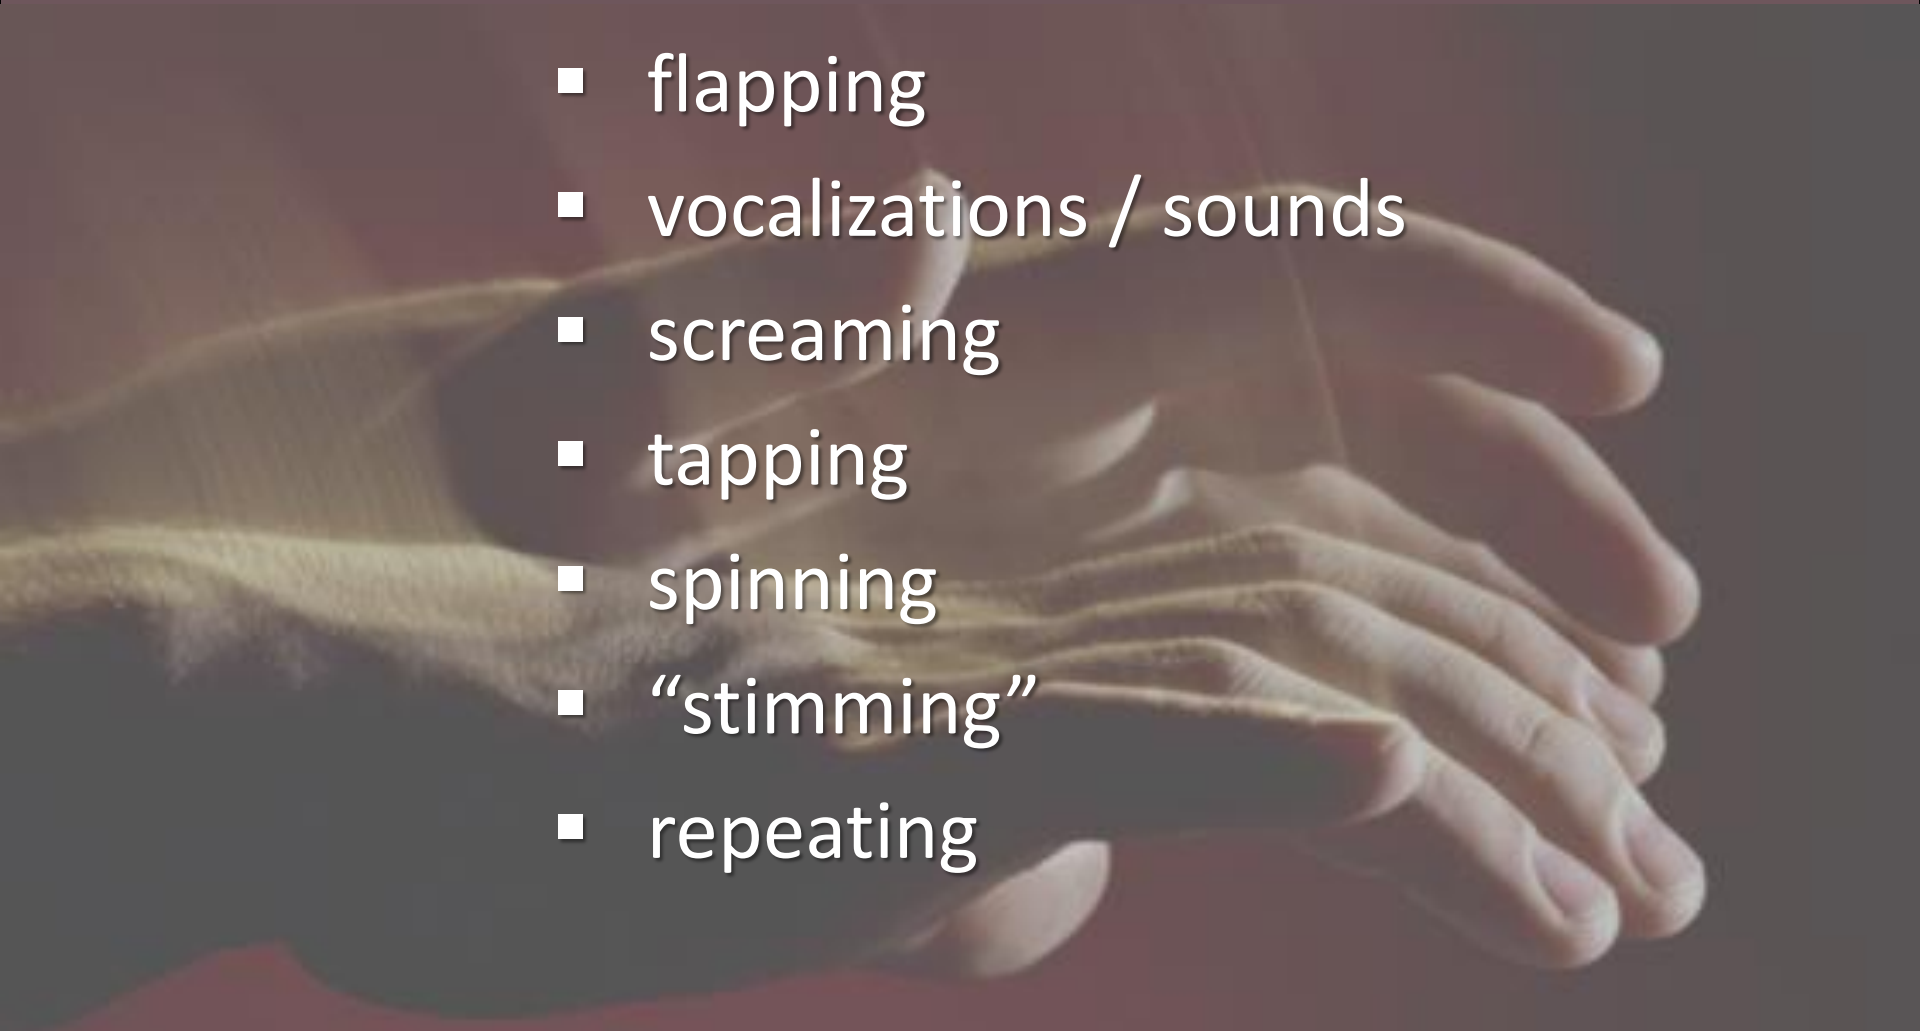 ▪ flapping
▪ vocalizations / sounds
▪ screaming
▪ tapping
▪ spinning
▪ “stimming”
▪ repeating